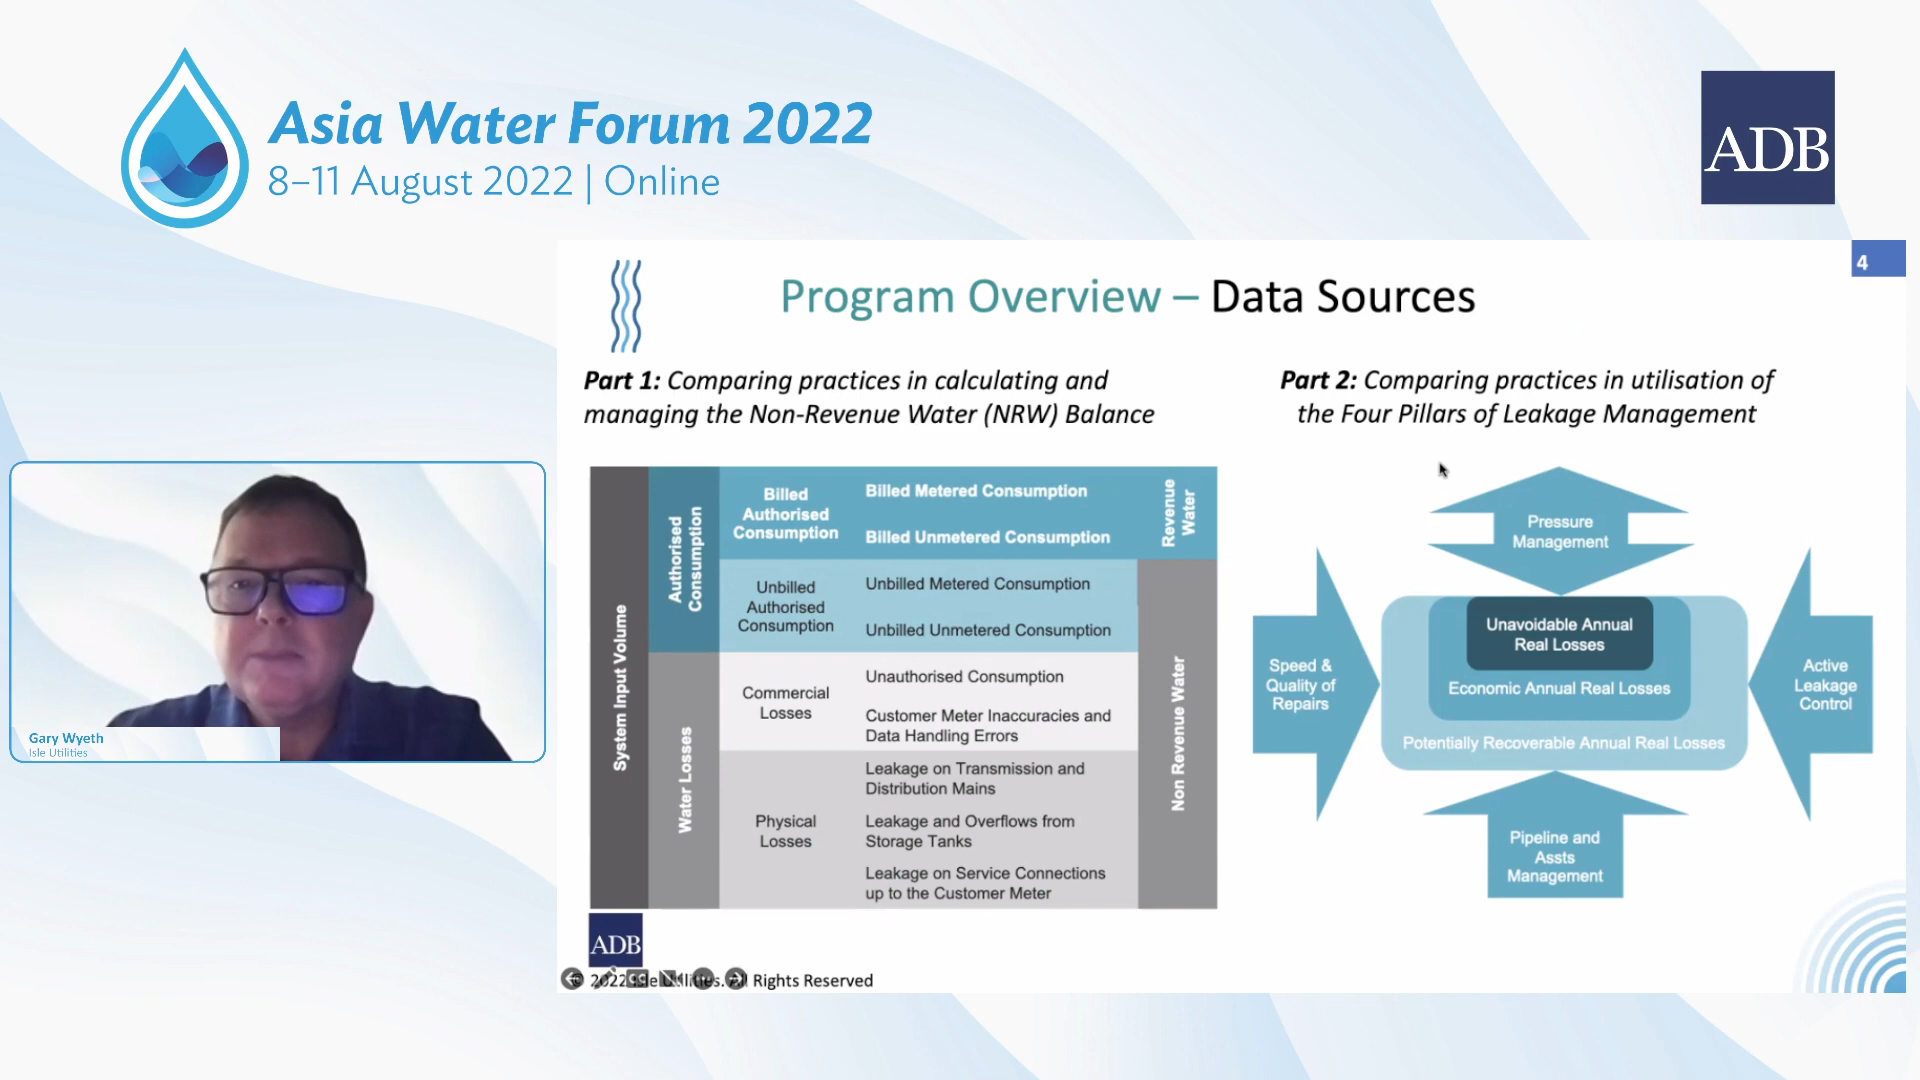 Asia Water Forum 2022
8–11 August 2022 | Online
ADB
4
Program Overview – Data Sources
Part 1: Comparing practices in calculating and
managing the Non-Revenue Water (NRW) Balance
Part 2: Comparing practices in utilisation of
the Four Pillars of Leakage Management
System Input Volume
Authorised
Consumption
Billed
Authorised
Consumption
Billed Metered Consumption
Billed Unmetered Consumption
Revenue
Water
Unbilled
Authorised
Consumption
Unbilled Metered Consumption
Unbilled Unmetered Consumption
Water Losses
Commercial
Losses
Unauthorised Consumption
Customer Meter Inaccuracies and
Data Handling Errors
Physical
Losses
Leakage on Transmission and
Distribution Mains
Leakage and Overflows from
Storage Tanks
Leakage on Service Connections
up to the Customer Meter
Non Revenue Water
Pressure
Management
Speed &
Quality of
Repairs
Unavoidable Annual
Real Losses
Economic Annual Real Losses
Potentially Recoverable Annual Real Losses
Active
Leakage
Control
Pipeline and
Assts
Management
Gary Wyeth
Isle Utilities
ADB
© 2022 Isle Utilities. All Rights Reserved